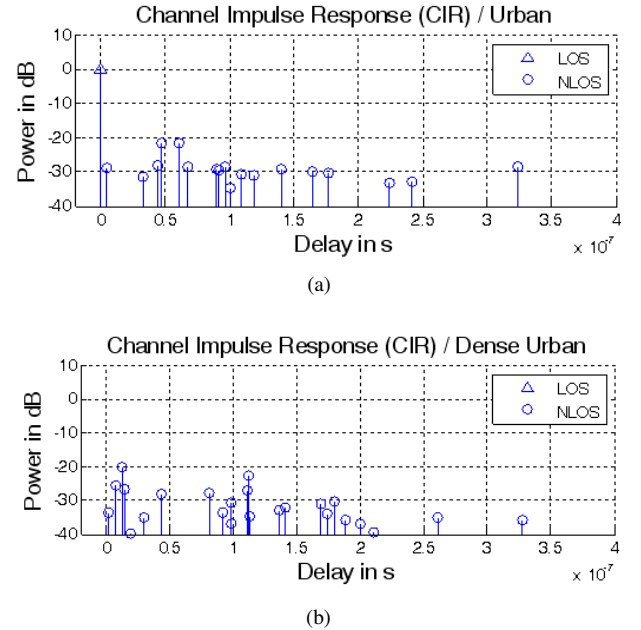 Channel Impulse Response (CIR) / Urban
10
0
-10
-20
-30
-40
Power in dB
LOS
NLOS
0 0.5 1 1.5 2 2.5 3 3.5 4
Delay in s
x 10⁻⁷
(a)
Channel Impulse Response (CIR) / Dense Urban
10
0
-10
-20
-30
-40
Power in dB
LOS
NLOS
0 0.5 1 1.5 2 2.5 3 3.5 4
Delay in s
x 10⁻⁷
(b)